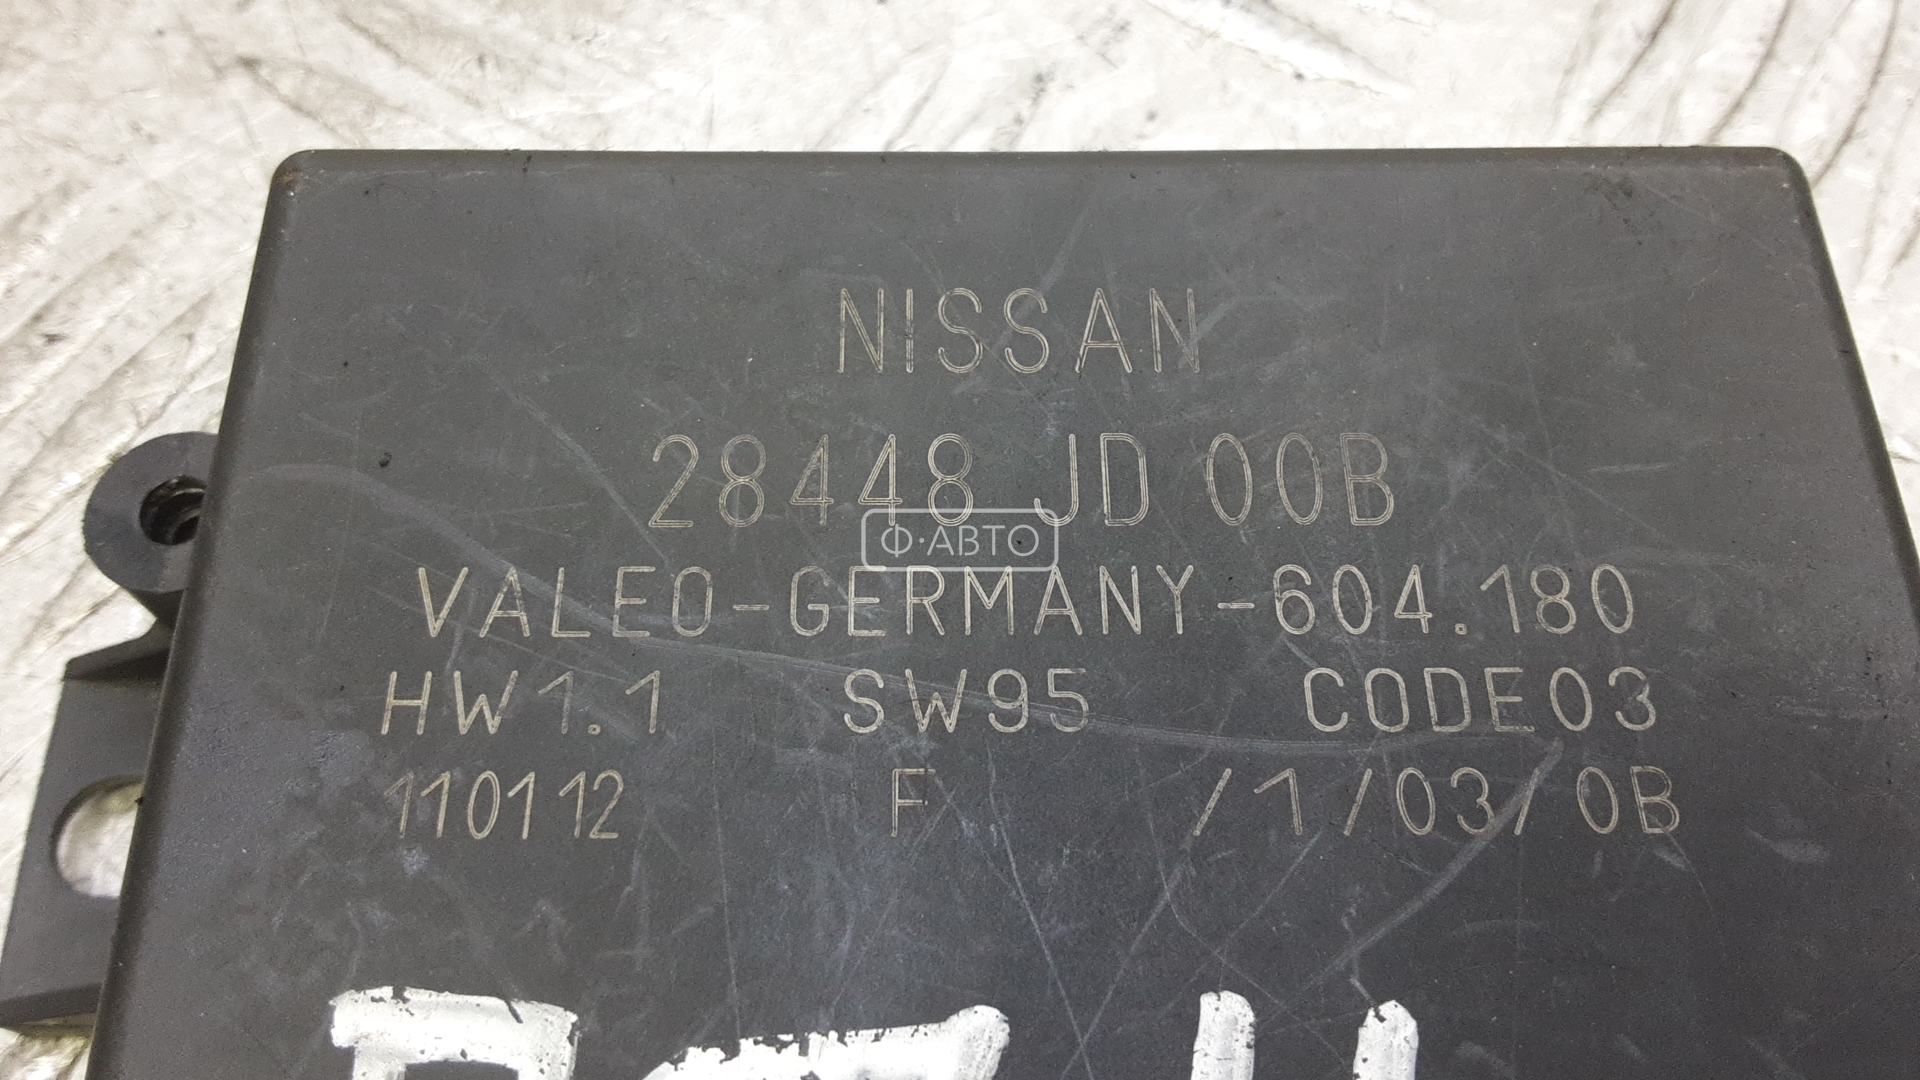 NISSAN
28448 JD 00B
Ф·АВТО
VALEO-GERMANY-604.180
HW1.1 SW95 CODE03
110112 F /1/03/0B